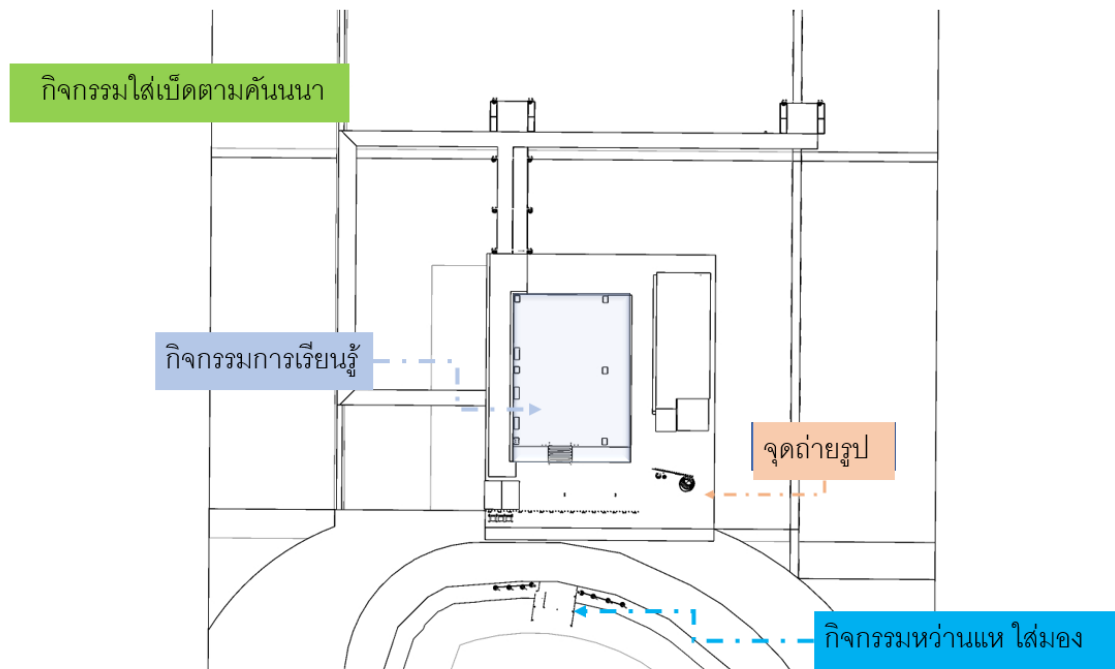 กิจกรรมใส่เบ็ดตามคันนนา
กิจกรรมการเรียนรู้
จุดถ่ายรูป
กิจกรรมหว่านแห ใส่มอง